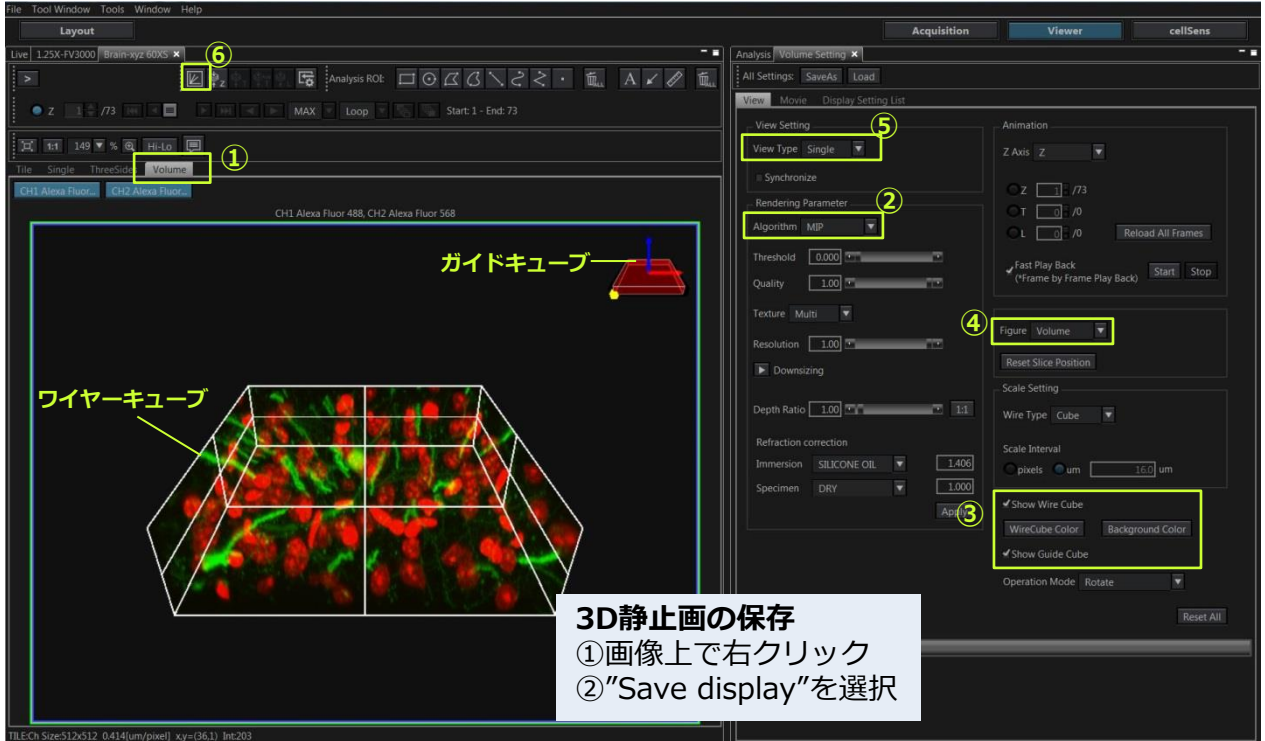 File Tool Window Tools Window Help
Layout
Acquisition Viewer cellSens
Live 1.25X-FV3000 Brain-xyz 60XS ×
⑥
> Analysis ROI: A
Z 1 /73 MAX Loop Start: 1 - End: 73
1:1 149 % Hi-Lo
①
Tile Single ThreeSides Volume
CH1 Alexa Fluor... CH2 Alexa Fluor...
CH1 Alexa Fluor 488, CH2 Alexa Fluor 568
ガイドキューブ
ワイヤーキューブ
TILE:Ch Size:512x512 0.414[um/pixel] x,y=(36,1) Int:203
Analysis Volume Setting ×
All Settings: SaveAs Load
View Movie Display Setting List
View Setting
⑤
View Type Single
Synchronize
Rendering Parameter
②
Algorithm MIP
Threshold 0.000
Quality 1.00
Texture Multi
Resolution 1.00
Downsizing
Depth Ratio 1.00 1:1
Refraction correction
Immersion SILICONE OIL 1.406
Specimen DRY 1.000
Apply
Animation
Z Axis Z
Z 1 /73
T 0 /0
L 0 /0 Reload All Frames
Fast Play Back
(*Frame by Frame Play Back)
Start Stop
④
Figure Volume
Reset Slice Position
Scale Setting
Wire Type Cube
Scale Interval
pixels um 16.0 um
③
Show Wire Cube
WireCube Color Background Color
Show Guide Cube
Operation Mode Rotate
Reset All
3D静止画の保存
①画像上で右クリック
②”Save display”を選択